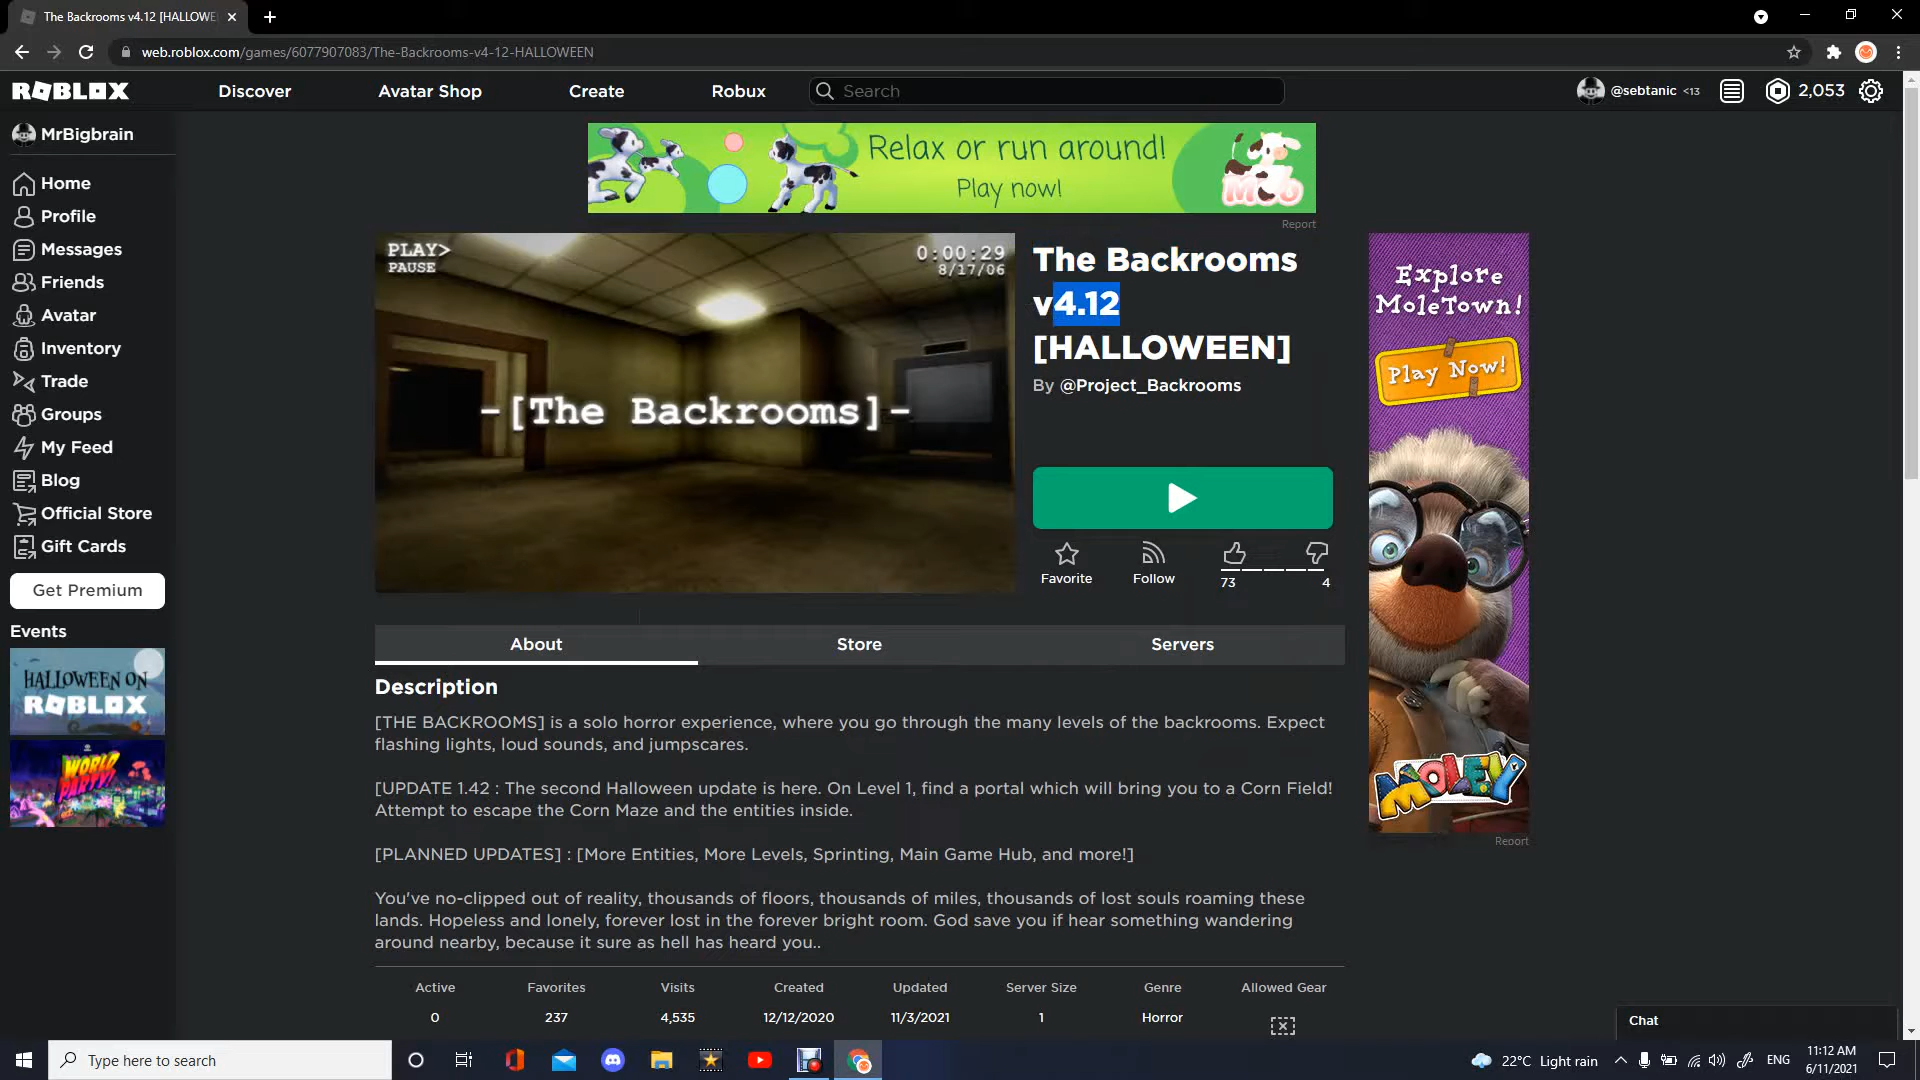 The Backrooms v4.12 [HALLOWE
web.roblox.com/games/6077907083/The-Backrooms-v4-12-HALLOWEEN
ROBLOX
Discover
Avatar Shop
Create
Robux
Search
@sebtanic <13
2,053
MrBigbrain
Home
Profile
Messages
Friends
Avatar
Inventory
Trade
Groups
My Feed
Blog
Official Store
Gift Cards
Get Premium
Events
HALLOWEEN ON
ROBLOX
WORLD
PARTY!
Relax or run around!
Play now!
MOO
Report
PLAY>
PAUSE
0:00:29
8/17/06
-[The Backrooms]-
The Backrooms
v4.12
[HALLOWEEN]
By @Project_Backrooms
Favorite
Follow
73
4
Explore
MoleTown!
Play Now!
MOLEY
Report
About
Store
Servers
Description
[THE BACKROOMS] is a solo horror experience, where you go through the many levels of the backrooms. Expect
flashing lights, loud sounds, and jumpscares.
[UPDATE 1.42 : The second Halloween update is here. On Level 1, find a portal which will bring you to a Corn Field!
Attempt to escape the Corn Maze and the entities inside.
[PLANNED UPDATES] : [More Entities, More Levels, Sprinting, Main Game Hub, and more!]
You've no-clipped out of reality, thousands of floors, thousands of miles, thousands of lost souls roaming these
lands. Hopeless and lonely, forever lost in the forever bright room. God save you if hear something wandering
around nearby, because it sure as hell has heard you..
Active
Favorites
Visits
Created
Updated
Server Size
Genre
Allowed Gear
0
237
4,535
12/12/2020
11/3/2021
1
Horror
Chat
Type here to search
22°C Light rain
ENG
11:12 AM
6/11/2021